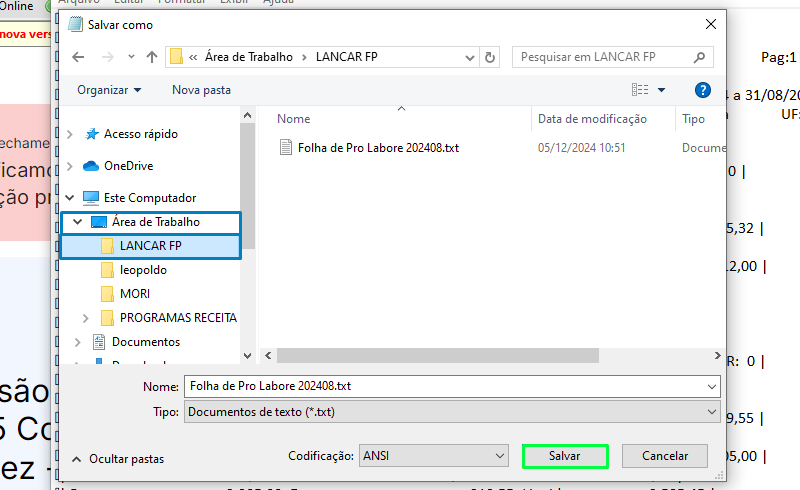 Arquivo Editar Formatar Exibir Ajuda
Online
nova vers
Salvar como
Pag:1
Área de Trabalho > LANCAR FP
Pesquisar em LANCAR FP
Organizar
Nova pasta
a 31/08/20
UF:
Nome
Data de modificação
Tipo
Acesso rápido
Folha de Pro Labore 202408.txt
05/12/2024 10:51
Docume
OneDrive
ficamo
0 |
ção pr
Este Computador
Área de Trabalho
5,32 |
LANCAR FP
leopoldo
12,00 |
MORI
PROGRAMAS RECEITA
Documentos
R: 0 |
Nome:
Folha de Pro Labore 202408.txt
são
Tipo:
Documentos de texto (*.txt)
9,55 |
5 Co
Ocultar pastas
Codificação:
ANSI
Salvar
Cancelar
05,00 |
ez -